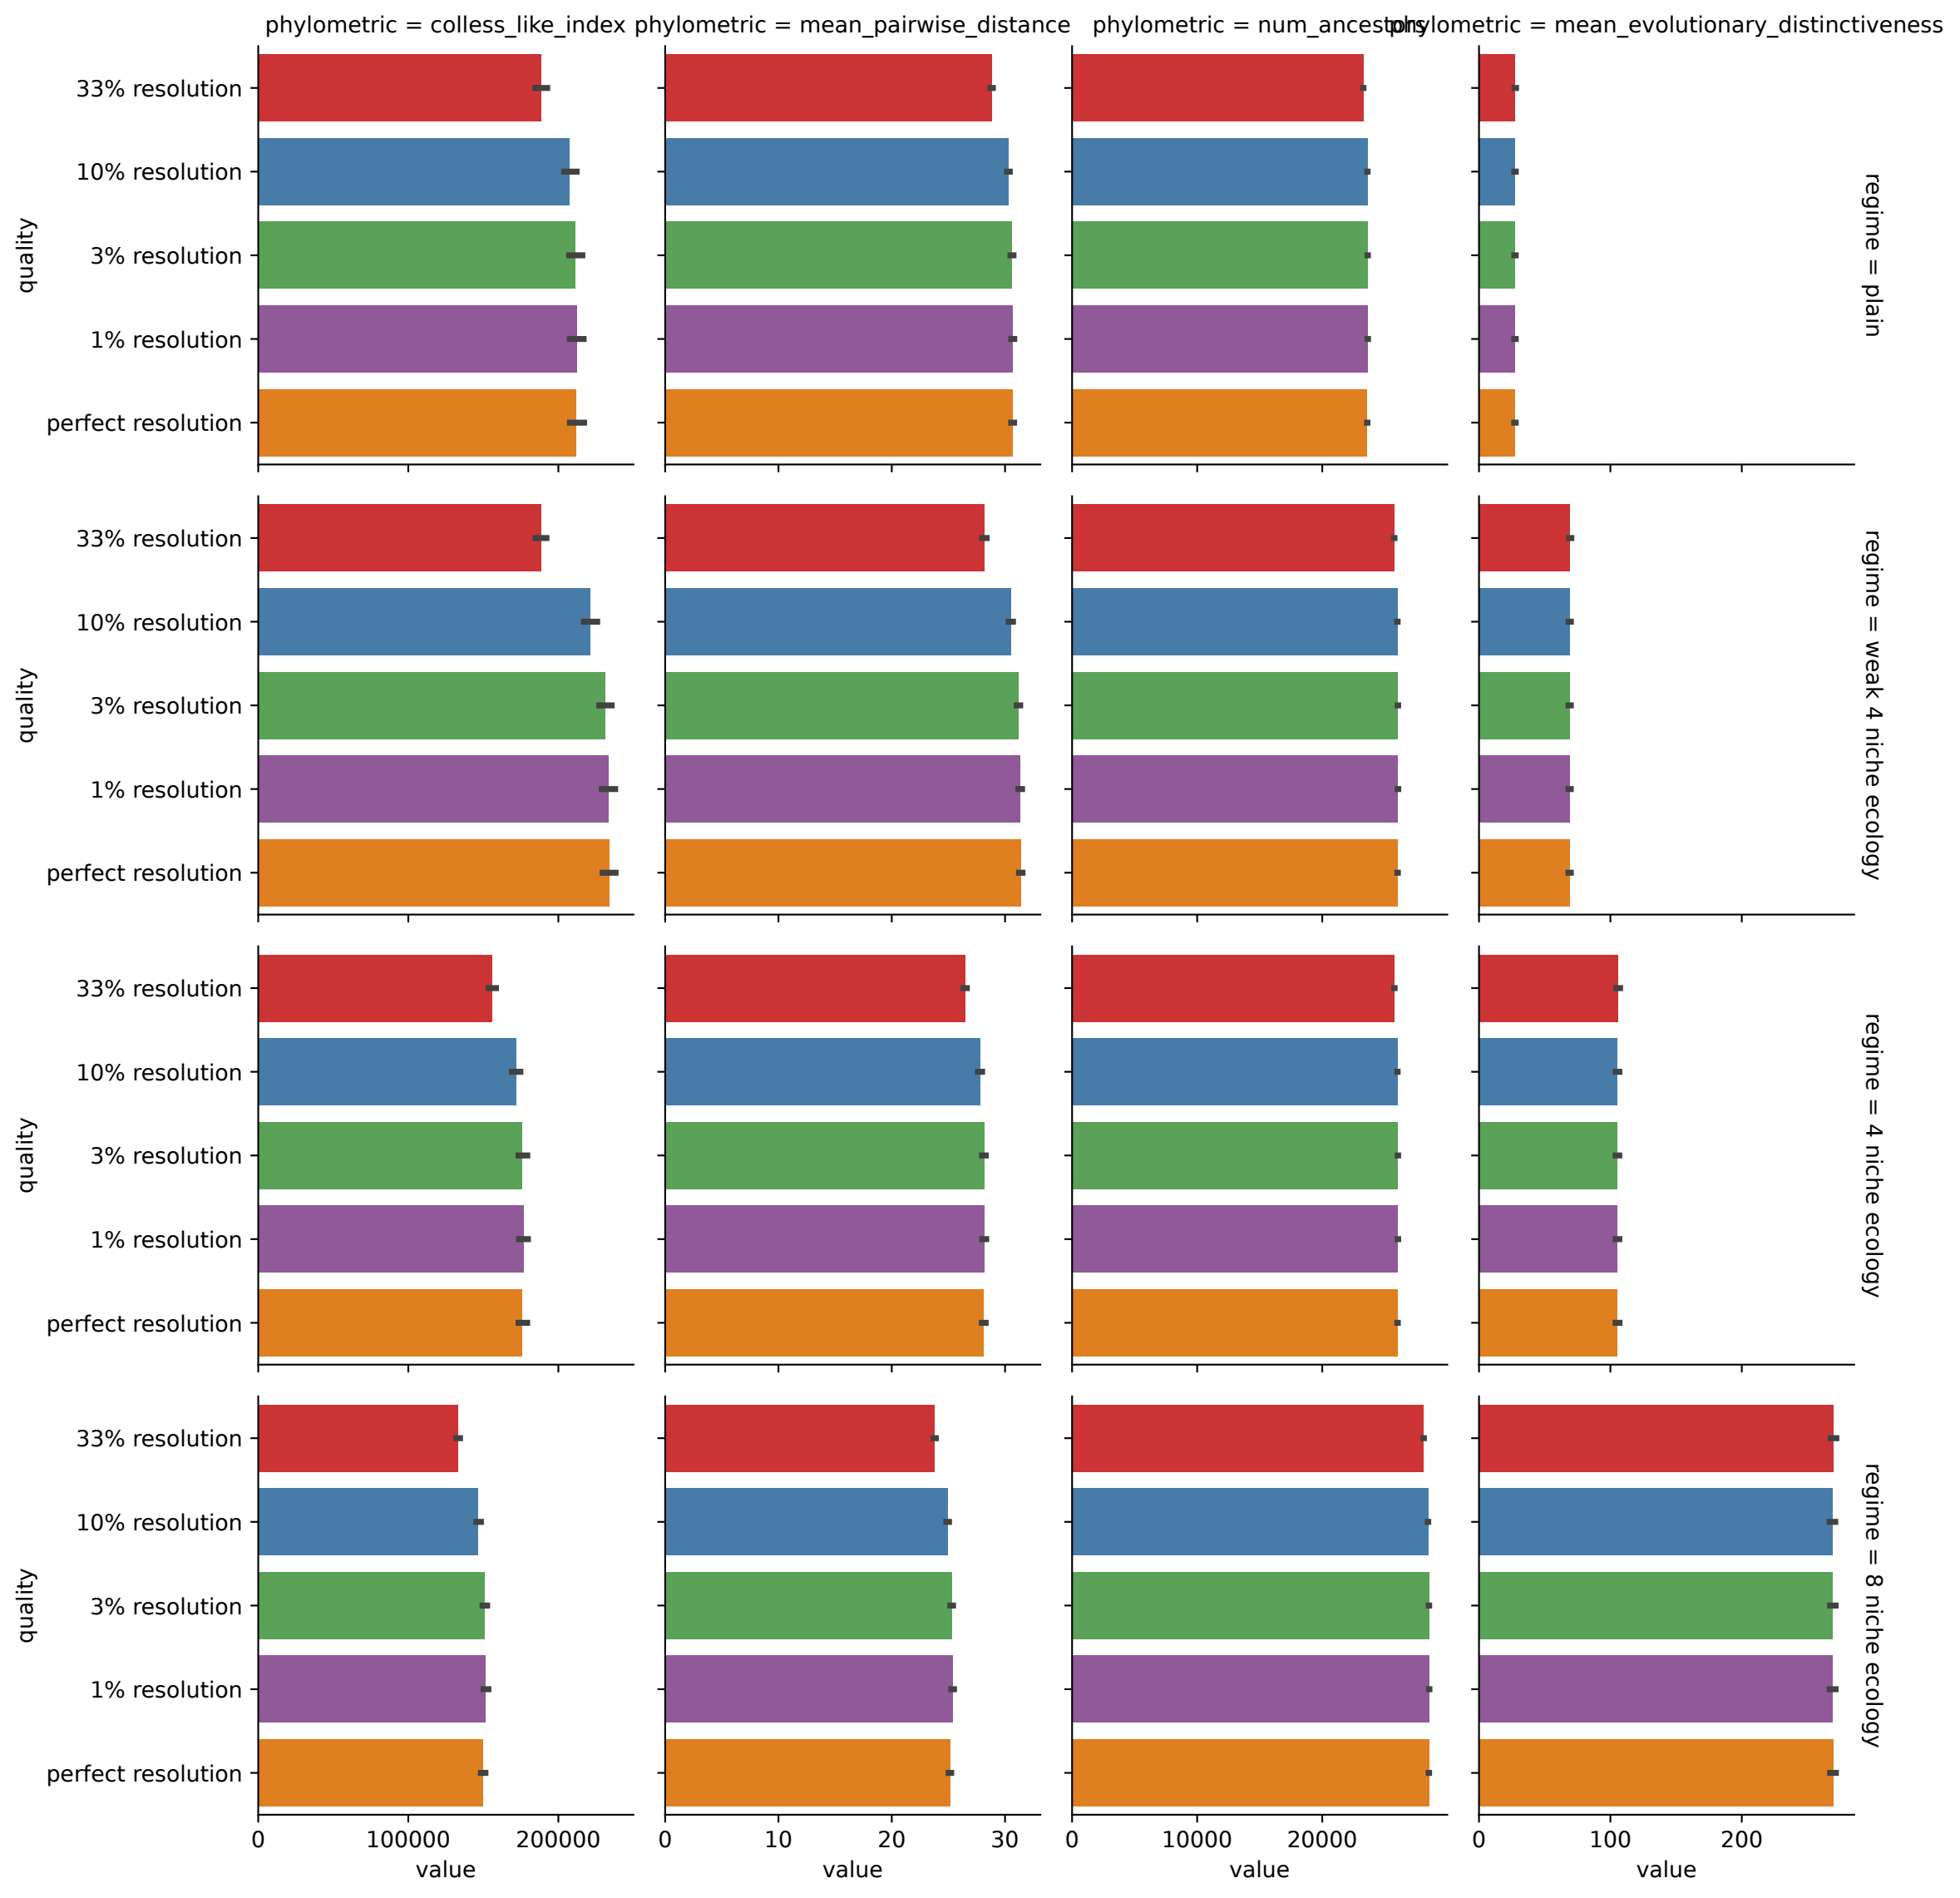 phylometric = colless_like_index
phylometric = mean_pairwise_distance
phylometric = num_ancestors
phylometric = mean_evolutionary_distinctiveness
quality
33% resolution
10% resolution
3% resolution
1% resolution
perfect resolution
regime = plain
quality
33% resolution
10% resolution
3% resolution
1% resolution
perfect resolution
regime = weak 4 niche ecology
quality
33% resolution
10% resolution
3% resolution
1% resolution
perfect resolution
regime = 4 niche ecology
quality
33% resolution
10% resolution
3% resolution
1% resolution
perfect resolution
regime = 8 niche ecology
0 100000 200000
0 10 20 30
0 10000 20000
0 100 200
value
value
value
value